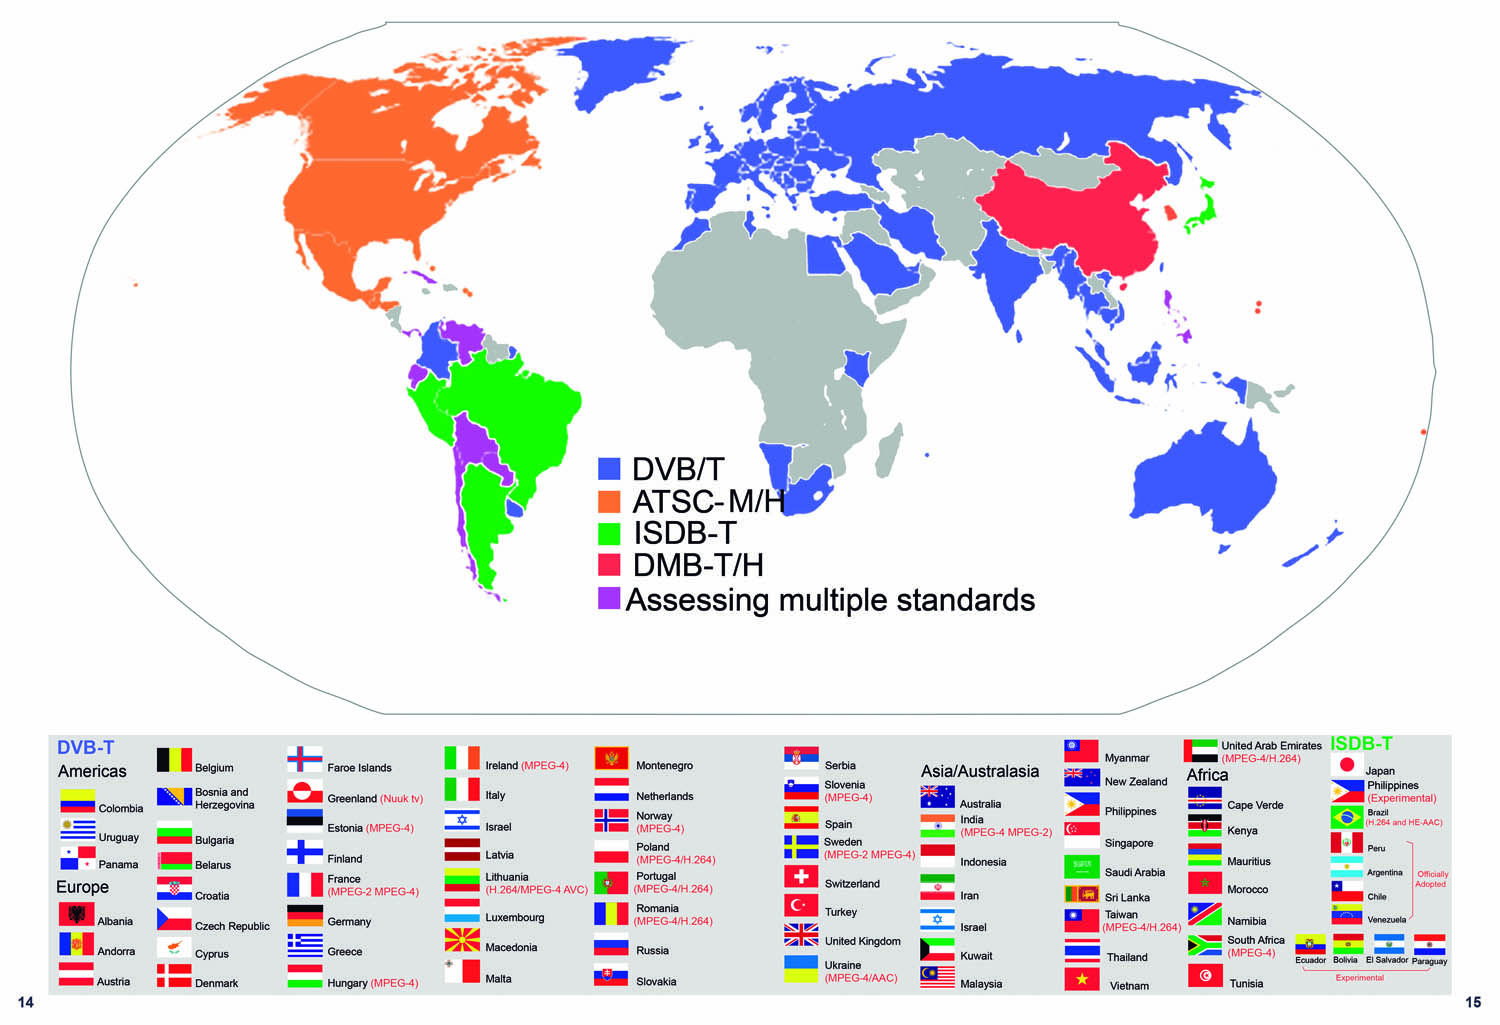 DVB/T
ATSC-M/H
ISDB-T
DMB-T/H
Assessing multiple standards
DVB-T
Americas
Colombia
Uruguay
Panama
Europe
Albania
Andorra
Austria
Belgium
Bosnia and
Herzegovina
Bulgaria
Belarus
Croatia
Czech Republic
Cyprus
Denmark
Faroe Islands
Greenland (Nuuk tv)
Estonia (MPEG-4)
Finland
France
(MPEG-2 MPEG-4)
Germany
Greece
Hungary (MPEG-4)
Ireland (MPEG-4)
Italy
Israel
Latvia
Lithuania
(H.264/MPEG-4 AVC)
Luxembourg
Macedonia
Malta
Montenegro
Netherlands
Norway
(MPEG-4)
Poland
(MPEG-4/H.264)
Portugal
(MPEG-4/H.264)
Romania
(MPEG-4/H.264)
Russia
Slovakia
Serbia
Slovenia
(MPEG-4)
Spain
Sweden
(MPEG-2 MPEG-4)
Switzerland
Turkey
United Kingdom
Ukraine
(MPEG-4/AAC)
Asia/Australasia
Australia
India
(MPEG-4 MPEG-2)
Indonesia
Iran
Israel
Kuwait
Malaysia
Myanmar
New Zealand
Philippines
Singapore
Saudi Arabia
Sri Lanka
Taiwan
(MPEG-4/H.264)
Thailand
Vietnam
United Arab Emirates
(MPEG-4/H.264)
Africa
Cape Verde
Kenya
Mauritius
Morocco
Namibia
South Africa
(MPEG-4)
Tunisia
ISDB-T
Japan
Philippines
(Experimental)
Brazil
(H.264 and HE-AAC)
Peru
Argentina
Chile
Venezuela
Officially
Adopted
Ecuador Bolivia El Salvador Paraguay
Experimental
14
15